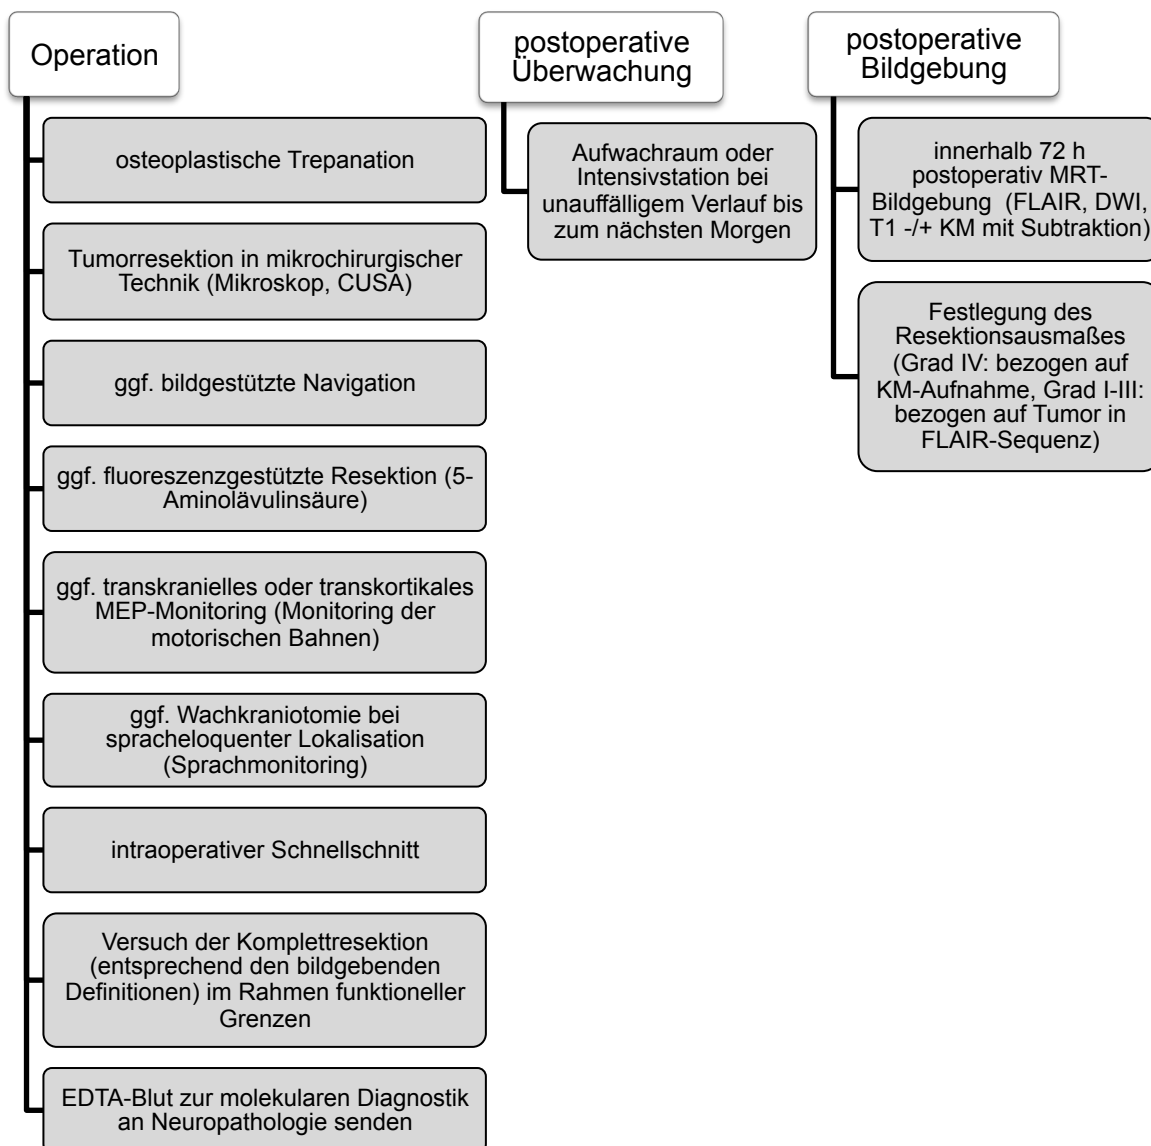 Operation
osteoplastische Trepanation
Tumorresektion in mikrochirurgischer
Technik (Mikroskop, CUSA)
ggf. bildgestützte Navigation
ggf. fluoreszenzgestützte Resektion (5-
Aminolävulinsäure)
ggf. transkranielles oder transkortikales
MEP-Monitoring (Monitoring der
motorischen Bahnen)
ggf. Wachkraniotomie bei
spracheloquenter Lokalisation
(Sprachmonitoring)
intraoperativer Schnellschnitt
Versuch der Komplettresektion
(entsprechend den bildgebenden
Definitionen) im Rahmen funktioneller
Grenzen
EDTA-Blut zur molekularen Diagnostik
an Neuropathologie senden
postoperative
Überwachung
Aufwachraum oder
Intensivstation bei
unauffälligem Verlauf bis
zum nächsten Morgen
postoperative
Bildgebung
innerhalb 72 h
postoperativ MRT-
Bildgebung (FLAIR, DWI,
T1 -/+ KM mit Subtraktion)
Festlegung des
Resektionsausmaßes
(Grad IV: bezogen auf
KM-Aufnahme, Grad I-III:
bezogen auf Tumor in
FLAIR-Sequenz)